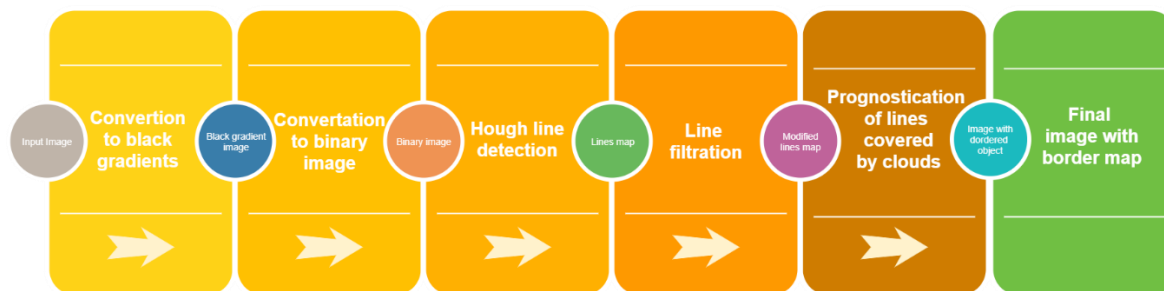 Input Image
Convertion
to black
gradients
Black gradient
image
Convertation
to binary
image
Binary image
Hough line
detection
Lines map
Line
filtration
Modified
lines map
Prognostication
of lines
covered
by clouds
Image with
dordered
object
Final
image with
border map